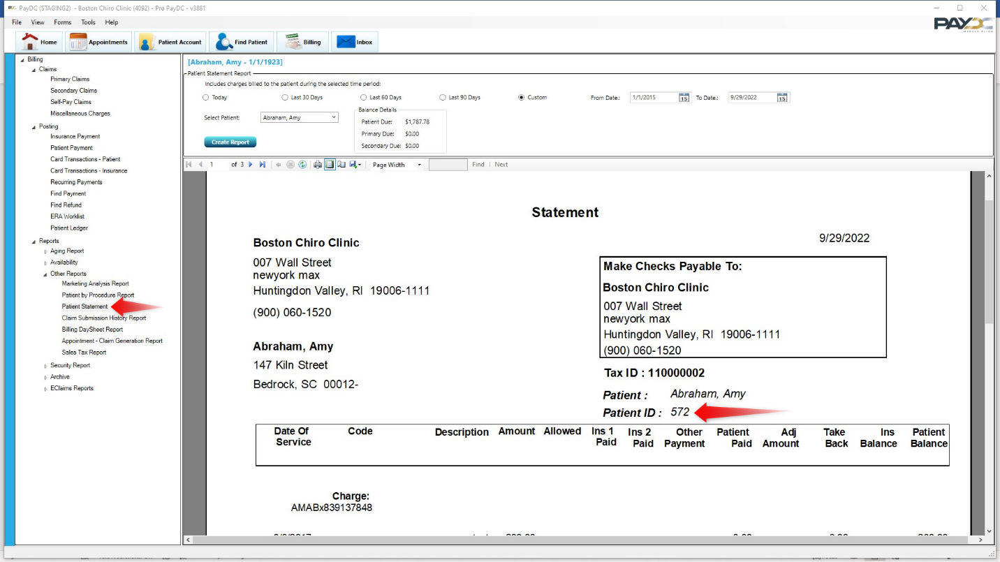 PayDC (STAGING2) - Boston Chiro Clinic (4092) - Pro PayDC - v3881
File View Forms Tools Help
PAYDC
Home Appointments Patient Account Find Patient Billing Inbox
Billing
Claims
Primary Claims
Secondary Claims
Self-Pay Claims
Miscellaneous Charges
Posting
Insurance Payment
Patient Payment
Card Transactions - Patient
Card Transactions - Insurance
Recurring Payments
Find Payment
Find Refund
ERA Worklist
Patient Ledger
Reports
Aging Report
Availability
Other Reports
Marketing Analysis Report
Patient by Procedure Report
Patient Statement
Claim Submission History Report
Billing DaySheet Report
Appointment - Claim Generation Report
Sales Tax Report
Security Report
Archive
EClaims Reports
[Abraham, Amy - 1/1/1923]
Patient Statement Report
Includes charges billed to the patient during the selected time period:
Today Last 30 Days Last 60 Days Last 90 Days Custom From Date.: 1/1/2015 15 To Date.: 9/29/2022 15
Select Patient: Abraham, Amy
Balance Details
Patient Due: $1,787.78
Primary Due: $0.00
Secondary Due: $0.00
Create Report
1 of 3 Page Width Find | Next
Statement
9/29/2022
Boston Chiro Clinic
007 Wall Street
newyork max
Huntingdon Valley, RI 19006-1111
(900) 060-1520
Abraham, Amy
147 Kiln Street
Bedrock, SC 00012-
Make Checks Payable To:
Boston Chiro Clinic
007 Wall Street
newyork max
Huntingdon Valley, RI 19006-1111
(900) 060-1520
Tax ID : 110000002
Patient : Abraham, Amy
Patient ID : 572
Date Of Code Description Amount Allowed Ins 1 Ins 2 Other Patient Adj Take Ins Patient
Service Paid Paid Payment Paid Amount Back Balance Balance
Charge:
AMABx839137848